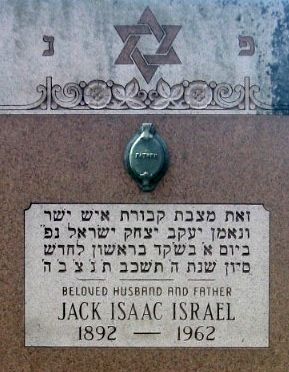 פ נ
FATHER
זאת מצבת קבורת איש ישר
ונאמן יעקב יצחק ישראל נפ׳
ביום א׳ בשקד בראשון לחדש
סיון שנת ה׳תשכב ת׳נ׳צ׳ב׳ה׳
BELOVED HUSBAND AND FATHER
JACK ISAAC ISRAEL
1892 — 1962